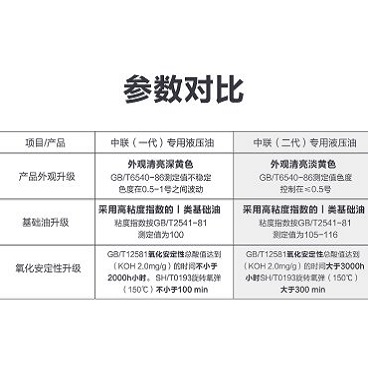 参数对比
项目/产品 中联（一代）专用液压油 中联（二代）专用液压油
产品外观升级
外观清亮深黄色
GB/T6540-86测定值不稳定
色度在0.5-1号之间波动
外观清亮淡黄色
GB/T6540-86测定值色度
控制在≤0.5号
基础油升级
采用高粘度指数的Ⅰ类基础油
粘度指数按GB/T2541-81
测定值为100
采用高粘度指数的Ⅰ类基础油
粘度指数按GB/T2541-81
测定值为105-116
氧化安定性升级
GB/T12581氧化安定性总酸值达到
（KOH 2.0mg/g）的时间不小于
2000h小时。SH/T0193旋转氧弹
（150℃）不小于100 min
GB/T12581氧化安定性总酸值达到
（KOH 2.0mg/g）的时间大于3000h
小时SH/T0193旋转氧弹（150℃）
大于300 min